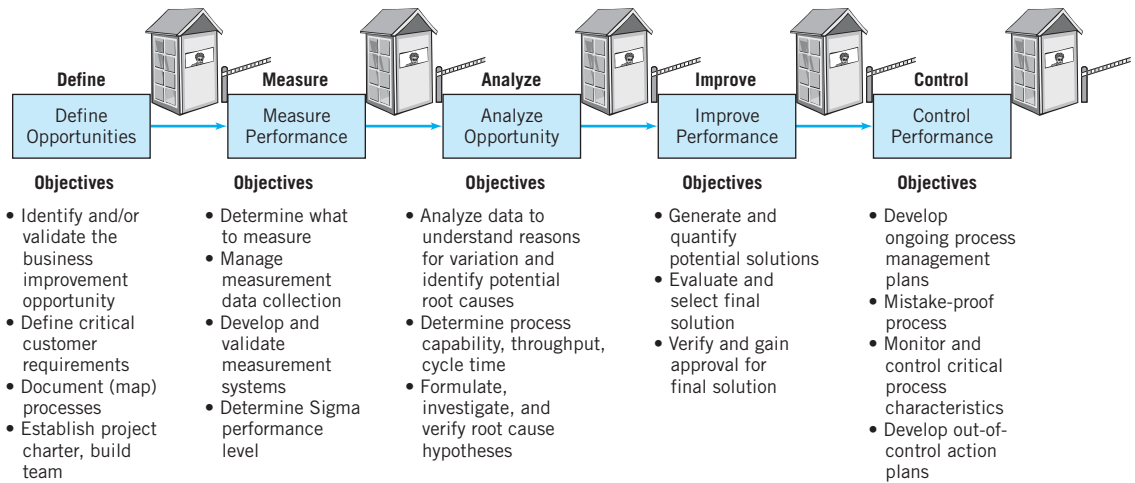 Define
Define
Opportunities
Objectives
• Identify and/or
validate the
business
improvement
opportunity
• Define critical
customer
requirements
• Document (map)
processes
• Establish project
charter, build
team
Measure
Measure
Performance
Objectives
• Determine what
to measure
• Manage
measurement
data collection
• Develop and
validate
measurement
systems
• Determine Sigma
performance
level
Analyze
Analyze
Opportunity
Objectives
• Analyze data to
understand reasons
for variation and
identify potential
root causes
• Determine process
capability, throughput,
cycle time
• Formulate,
investigate, and
verify root cause
hypotheses
Improve
Improve
Performance
Objectives
• Generate and
quantify
potential solutions
• Evaluate and
select final
solution
• Verify and gain
approval for
final solution
Control
Control
Performance
Objectives
• Develop
ongoing process
management
plans
• Mistake-proof
process
• Monitor and
control critical
process
characteristics
• Develop out-of-
control action
plans